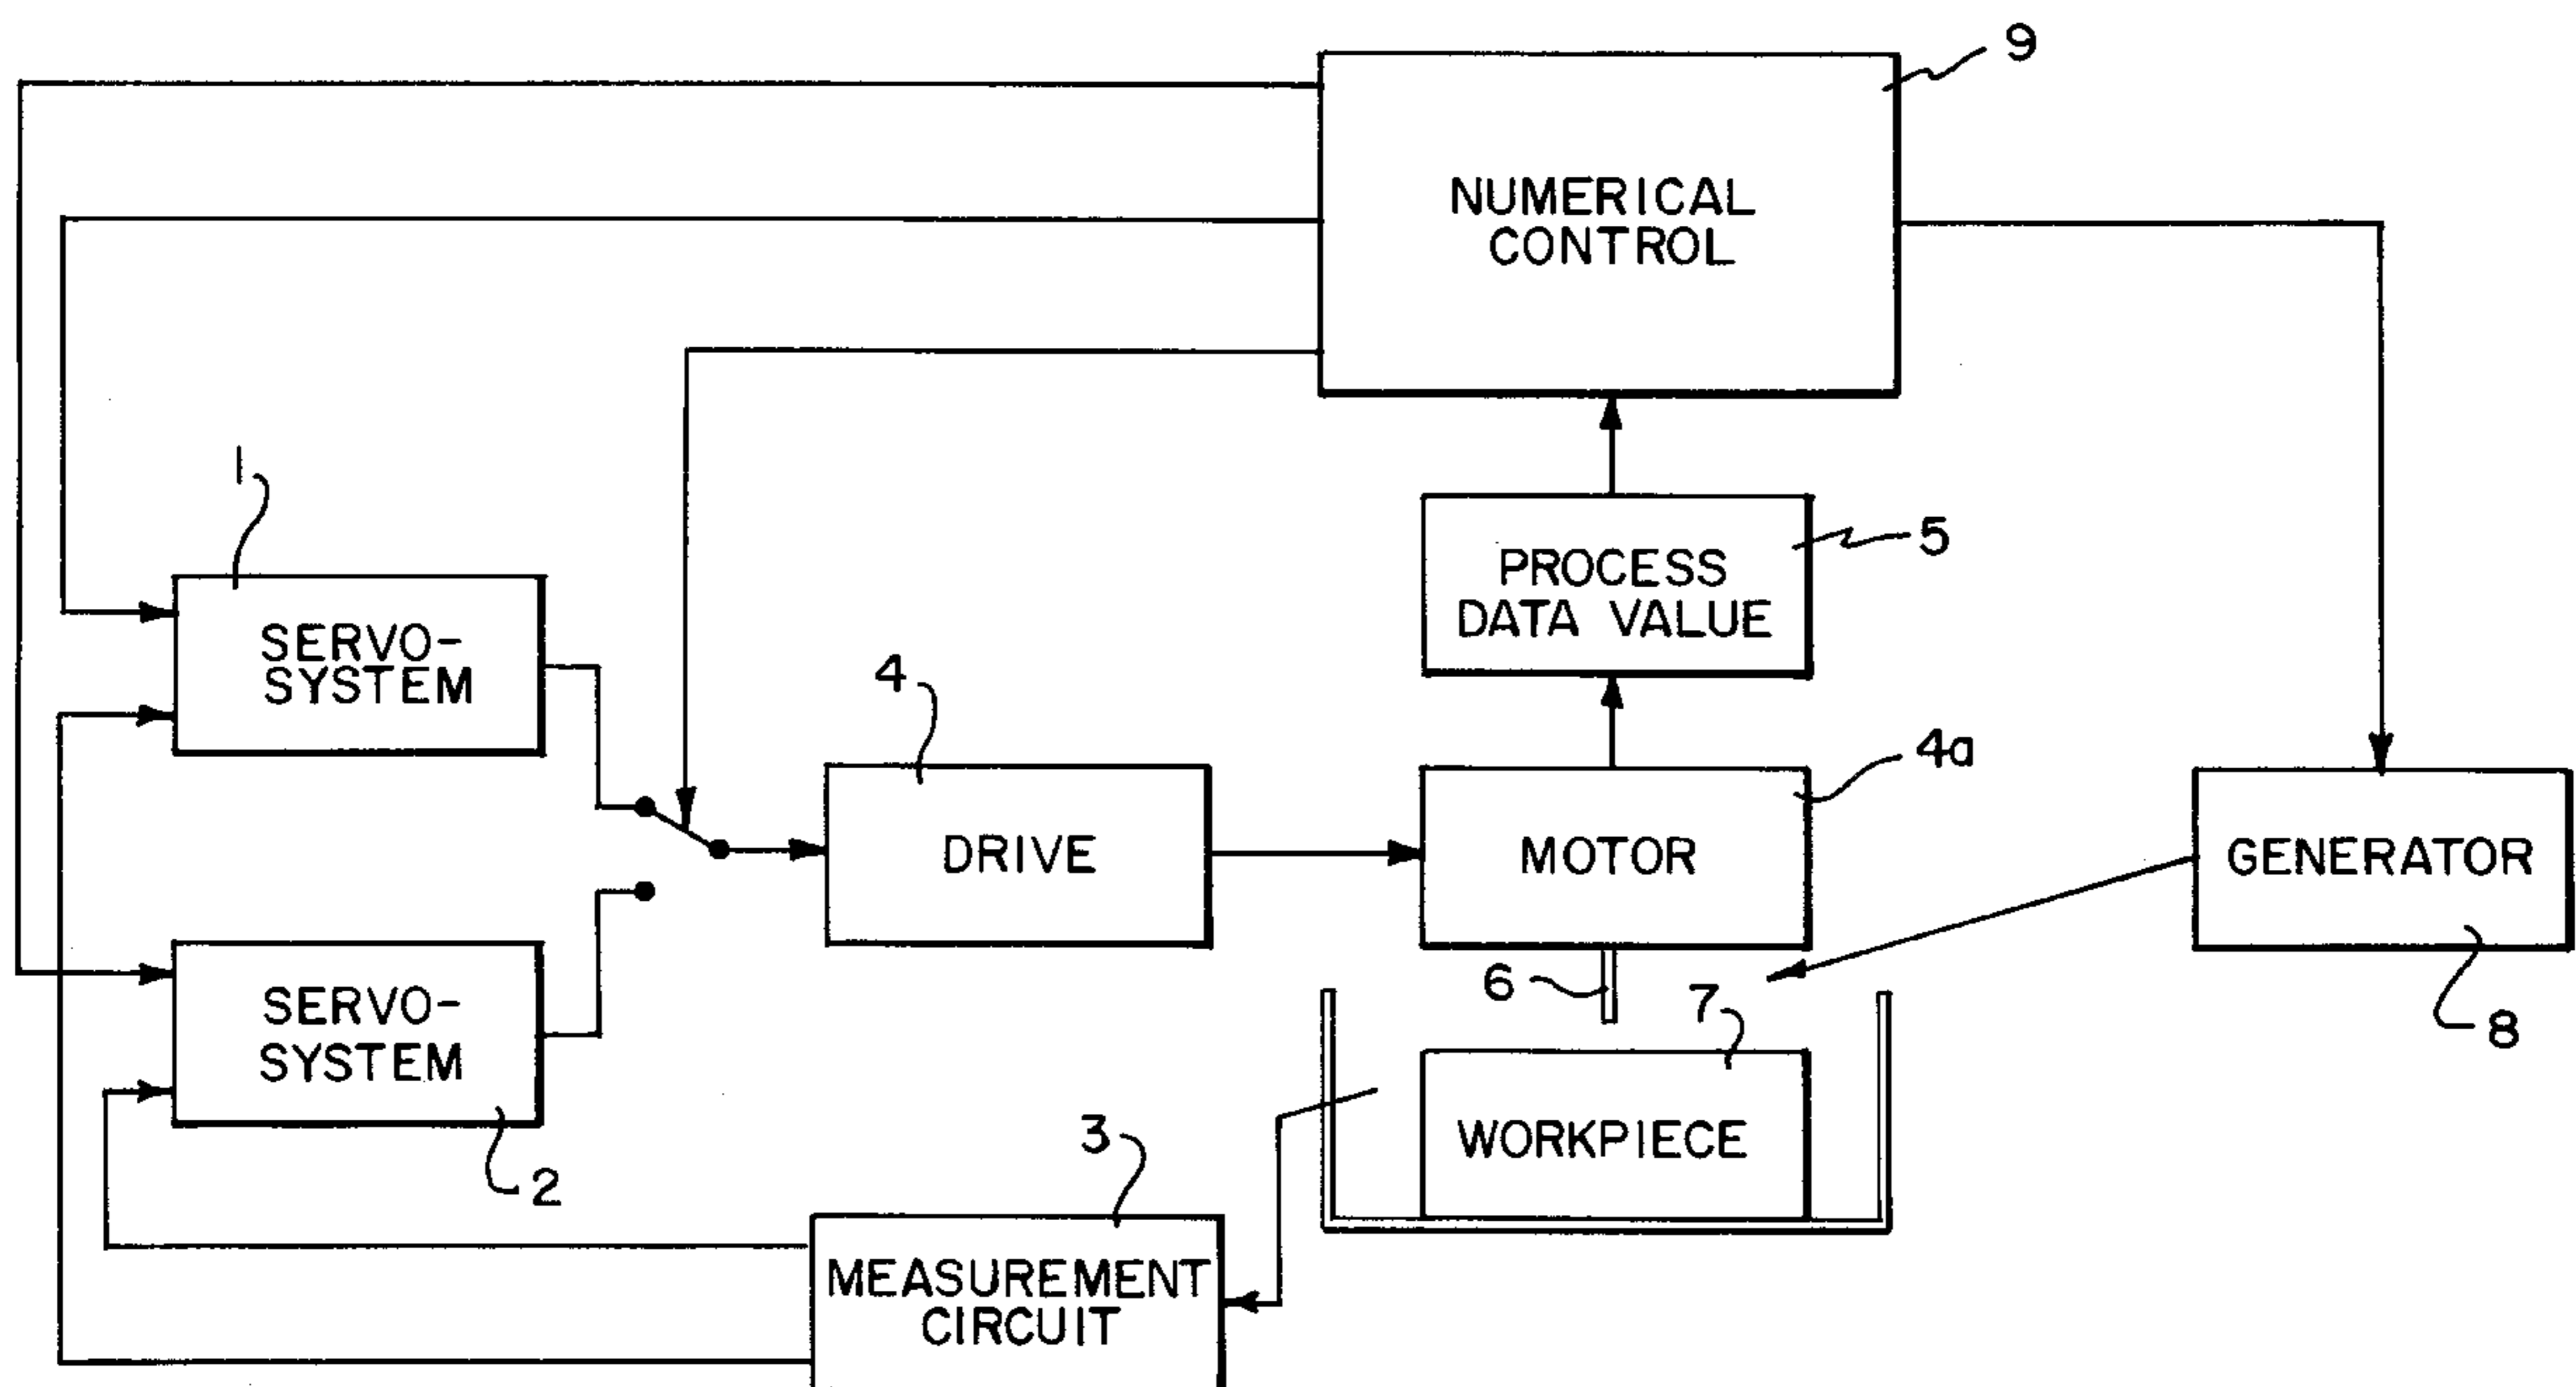 9
NUMERICAL
CONTROL
1
5
PROCESS
DATA VALUE
SERVO-
SYSTEM
4
4a
DRIVE
MOTOR
GENERATOR
6
7
8
SERVO-
SYSTEM
2
3
WORKPIECE
MEASUREMENT
CIRCUIT